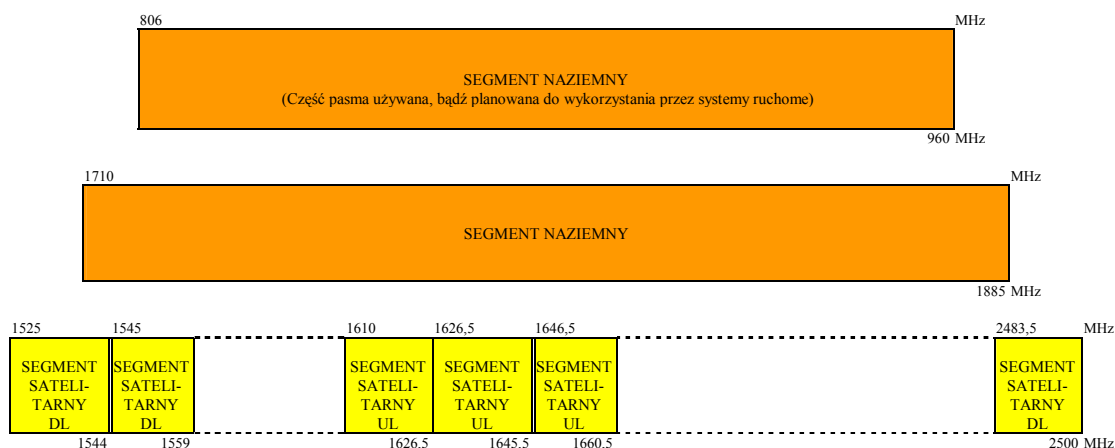 806 MHz
SEGMENT NAZIEMNY
(Część pasma używana, bądź planowana do wykorzystania przez systemy ruchome)
960 MHz
1710 MHz
SEGMENT NAZIEMNY
1885 MHz
1525 1545 1610 1626,5 1646,5 2483,5 MHz
SEGMENT SEGMENT SEGMENT SEGMENT SEGMENT SEGMENT
SATELI- SATELI- SATELI- SATELI- SATELI- SATELI-
TARNY TARNY TARNY TARNY TARNY TARNY
DL DL UL UL UL DL
1544 1559 1626,5 1645,5 1660,5 2500 MHz